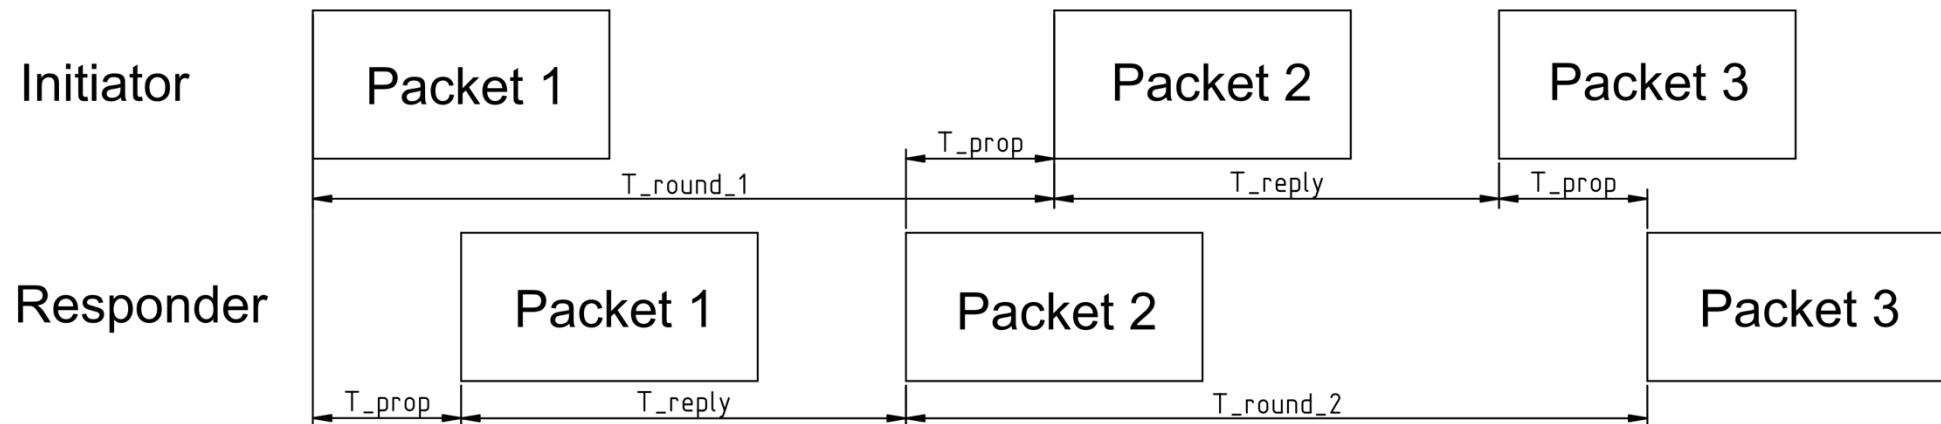 Initiator
Packet 1
Packet 2
Packet 3
T_prop
T_round_1
T_reply
T_prop
Responder
Packet 1
Packet 2
Packet 3
T_prop
T_reply
T_round_2